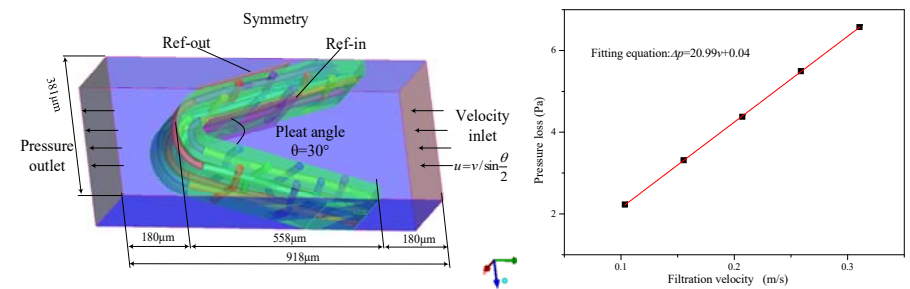 Symmetry
Ref-out
Ref-in
381μm
Pleat angle
θ=30°
Velocity
inlet
u=v/sin θ/2
Pressure
outlet
180μm
558μm
180μm
918μm
Fitting equation:Δp=20.99v+0.04
Pressure loss (Pa)
6
4
2
0.1
0.2
0.3
Filtration velocity (m/s)